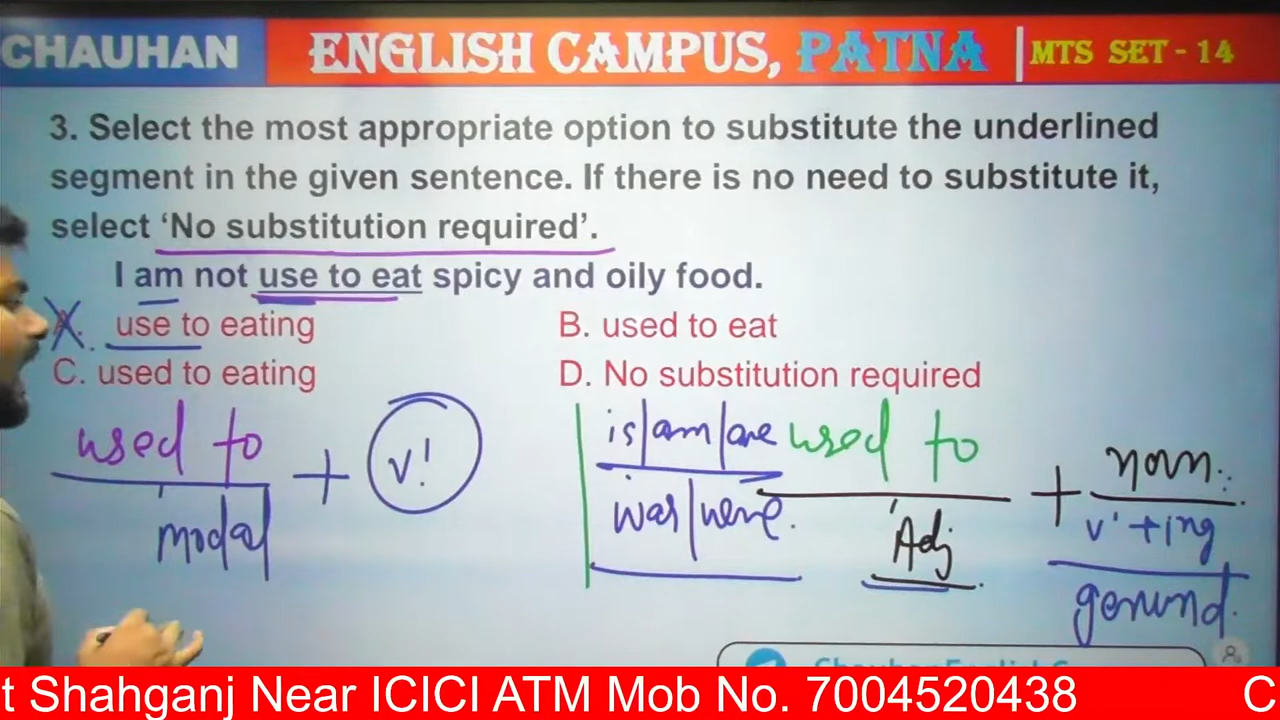 CHAUHAN ENGLISH CAMPUS, PATNA | MTS SET - 14
3. Select the most appropriate option to substitute the underlined
segment in the given sentence. If there is no need to substitute it,
select ‘No substitution required’.
I am not use to eat spicy and oily food.
A. use to eating
B. used to eat
C. used to eating
D. No substitution required
used to + v¹
modal
is/am/are used to + noun
was/were
Adj
v¹+ing
gerund.
t Shahganj Near ICICI ATM Mob No. 7004520438 C